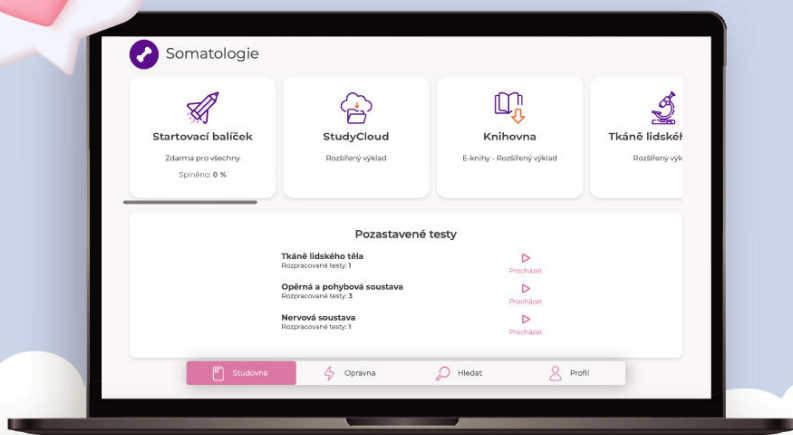 Somatologie
Startovací balíček
Zdarma pro všechny
Splněno: 0 %
StudyCloud
Rozšířený výklad
Knihovna
E-knihy - Rozšířený výklad
Tkáně lidskéh
Rozšířený výk
Pozastavené testy
Tkáně lidského těla
Rozpracované testy: 1
Procházet
Opěrná a pohybová soustava
Rozpracované testy: 3
Procházet
Nervová soustava
Rozpracované testy: 1
Procházet
Studovna
Opravna
Hledat
Profil